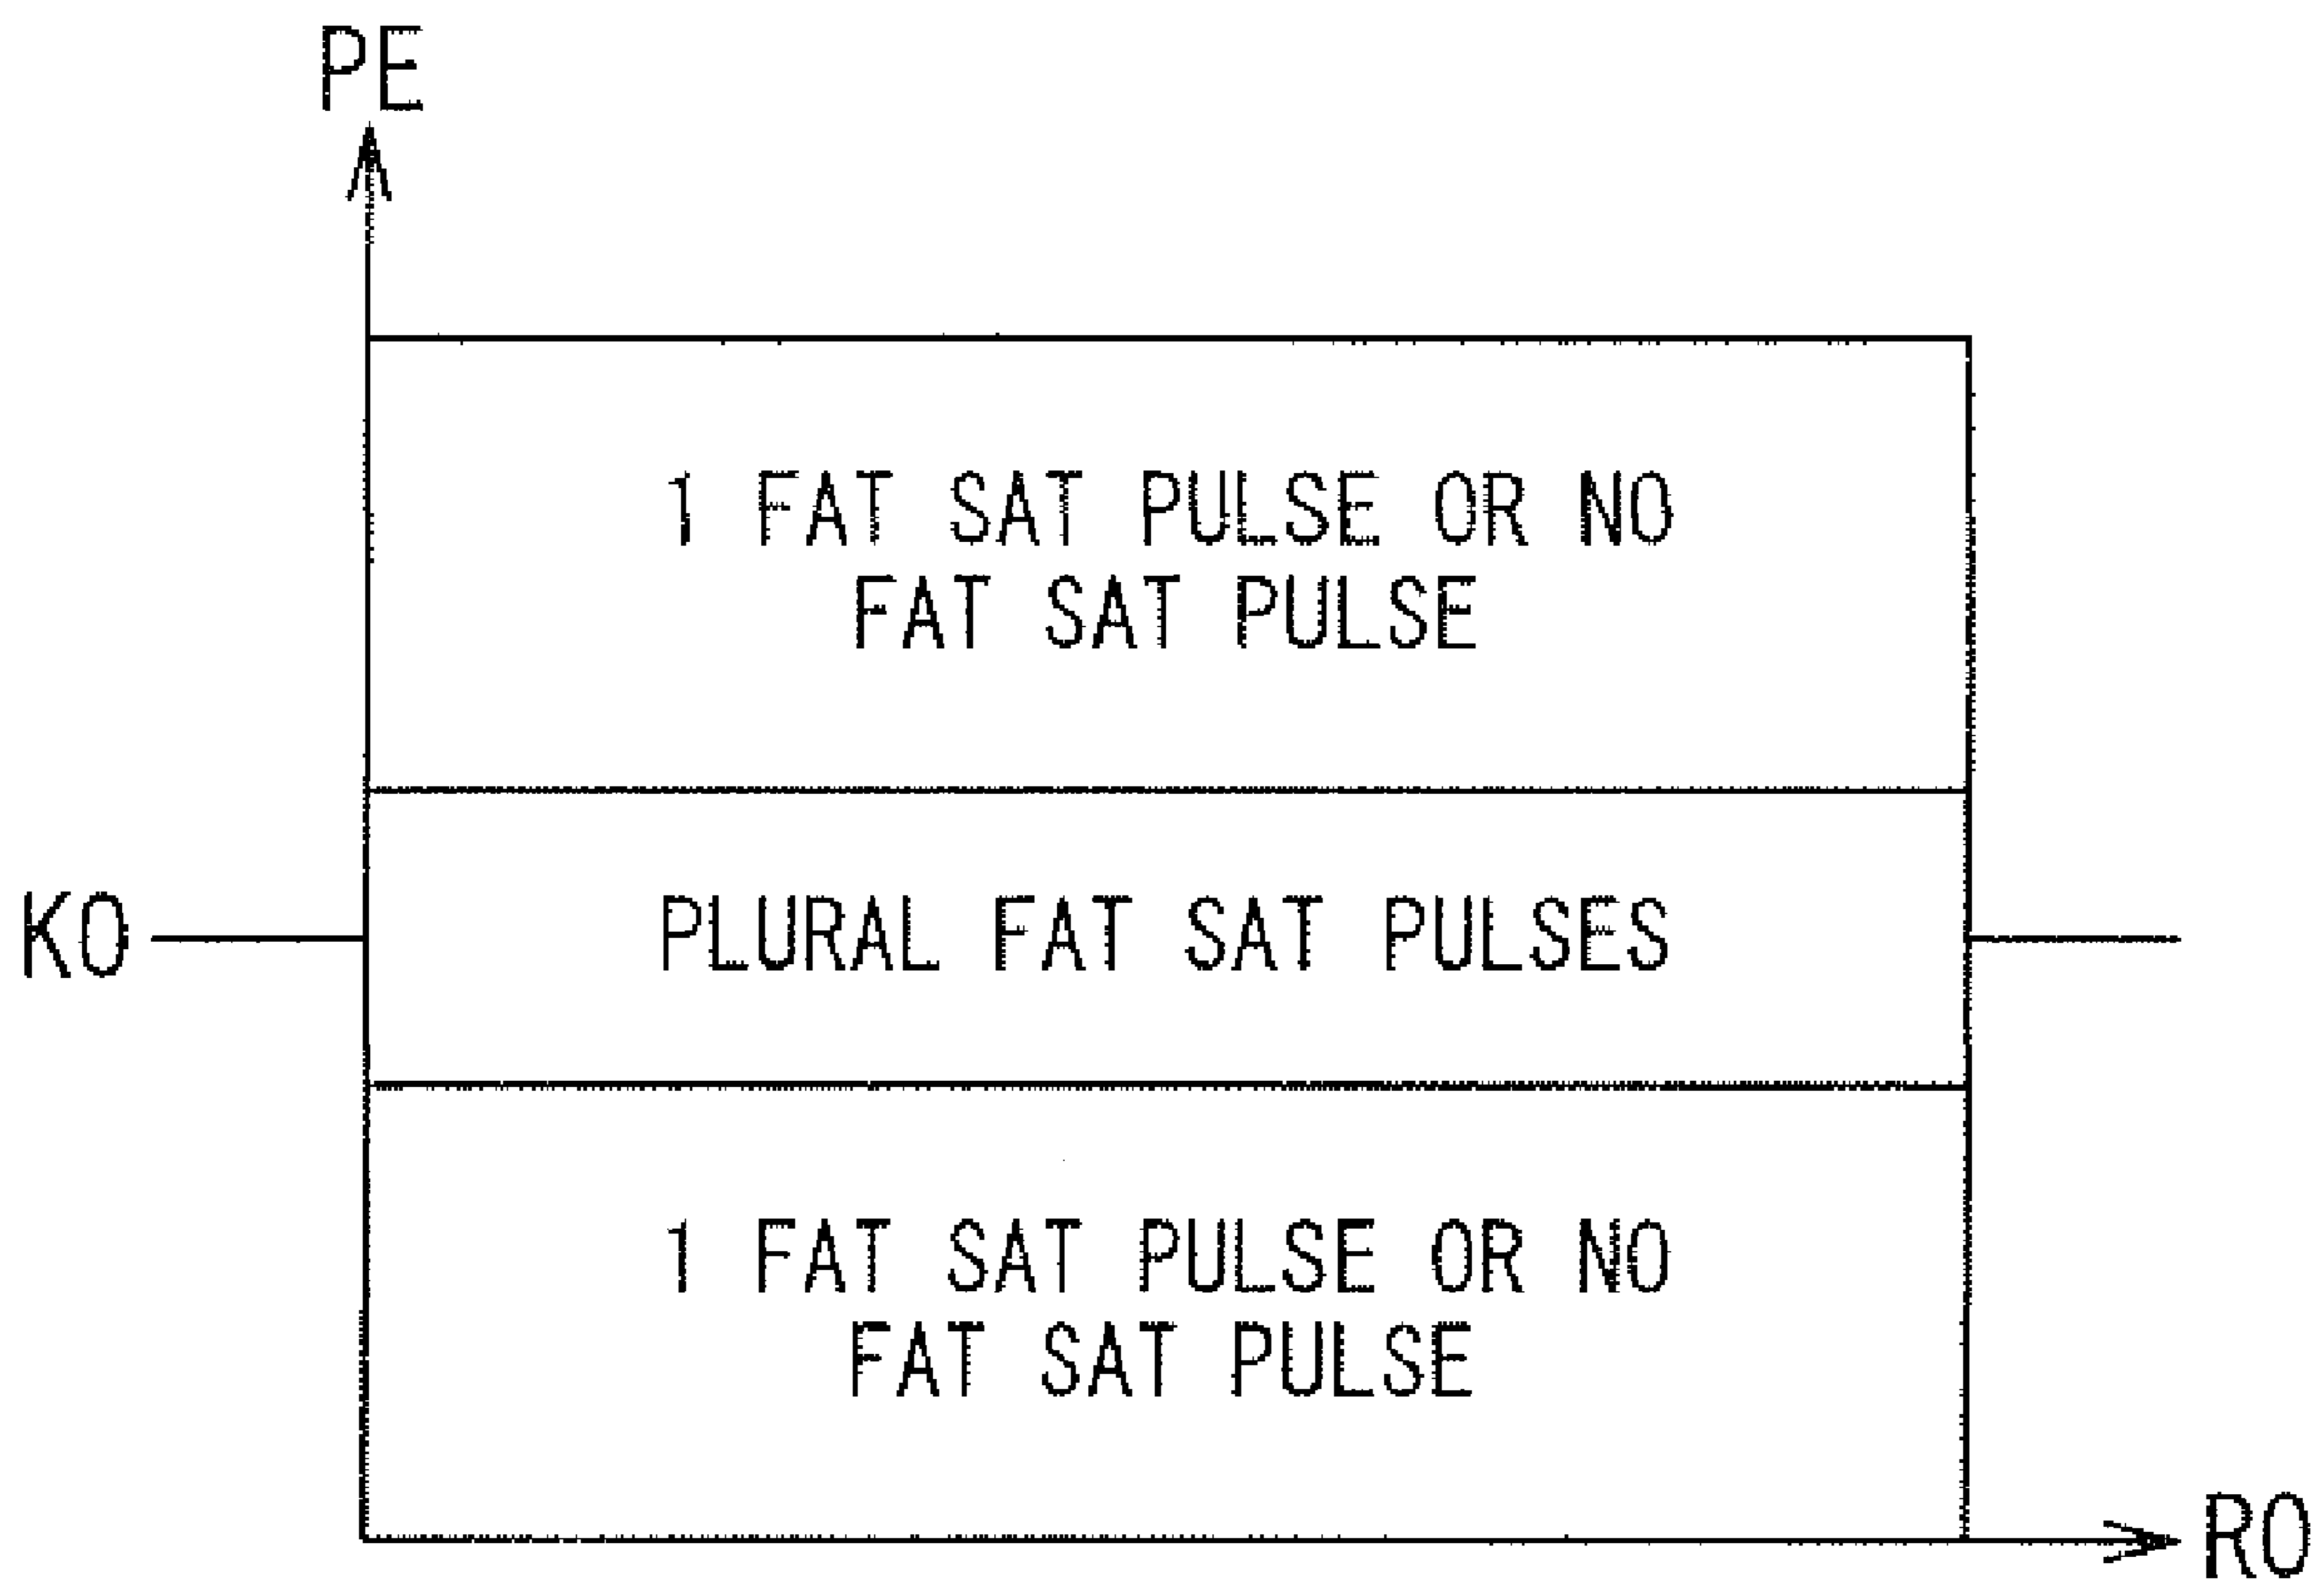 PE
1 FAT SAT PULSE OR NO
FAT SAT PULSE
K0
PLURAL FAT SAT PULSES
1 FAT SAT PULSE OR NO
FAT SAT PULSE
RO